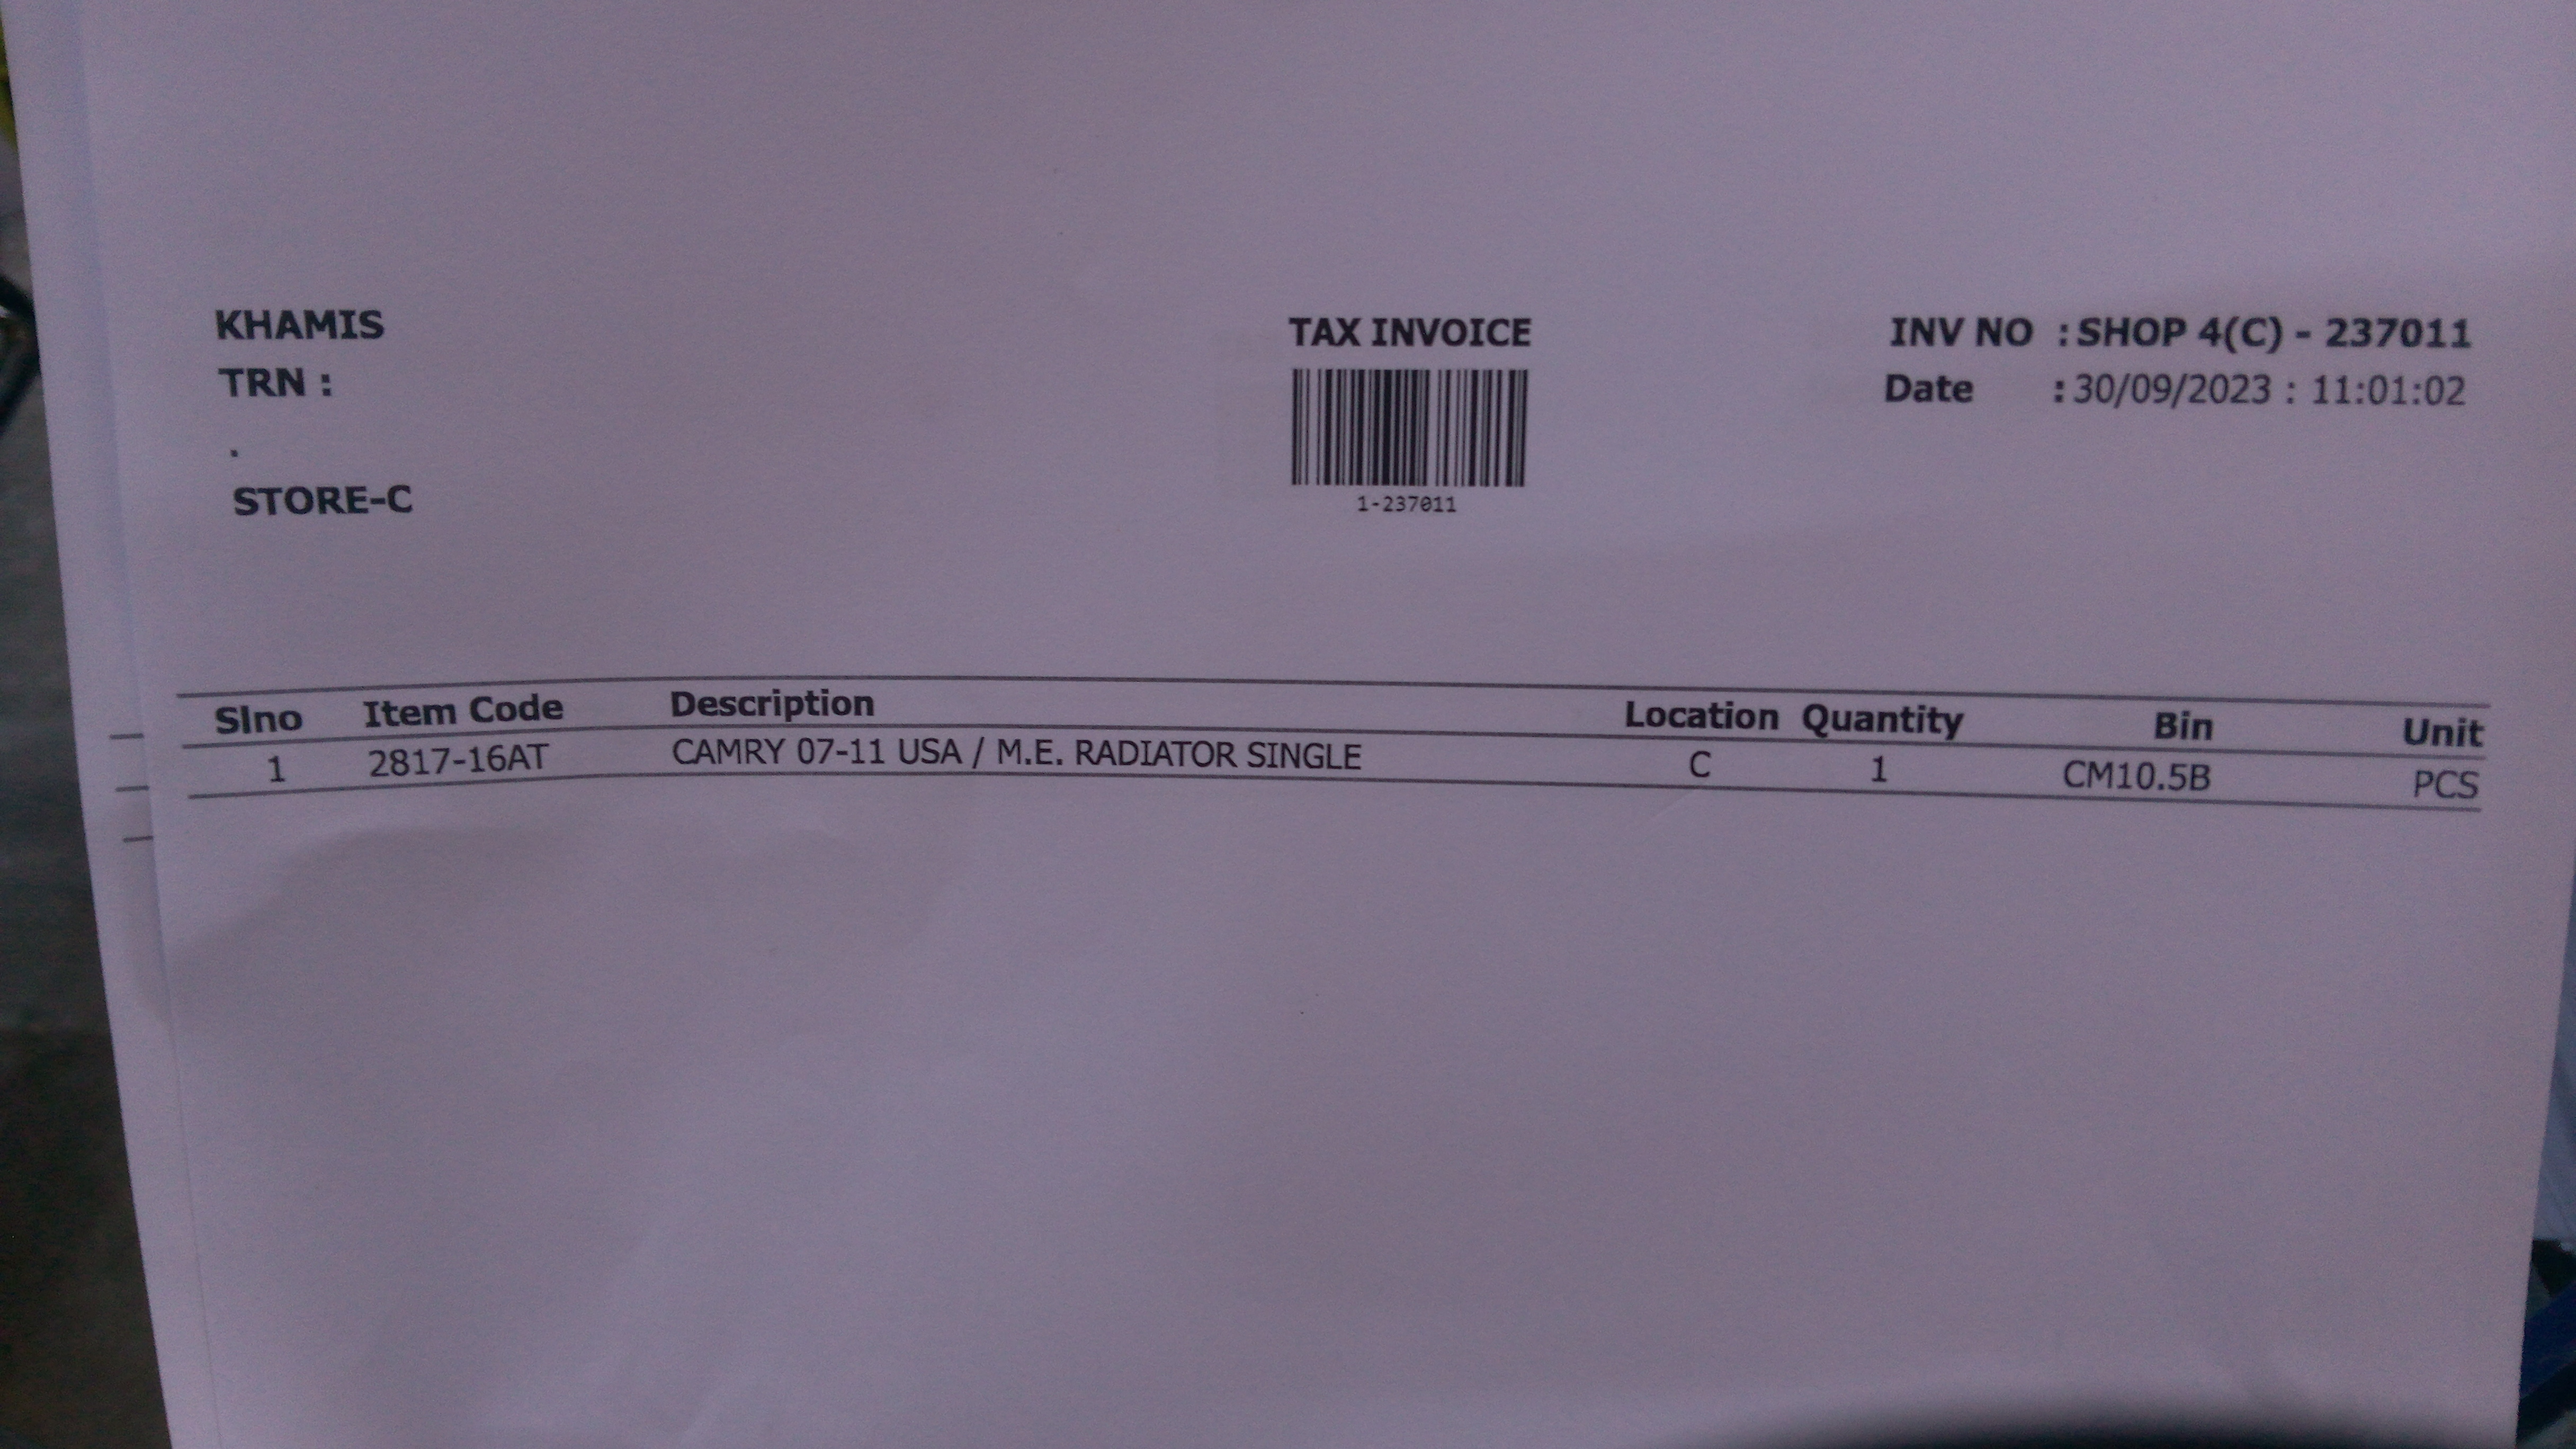 KHAMIS
TRN :
.
STORE-C
TAX INVOICE
1-237011
INV NO : SHOP 4(C) - 237011
Date : 30/09/2023 : 11:01:02
Slno Item Code Description Location Quantity Bin Unit
1 2817-16AT CAMRY 07-11 USA / M.E. RADIATOR SINGLE C 1 CM10.5B PCS